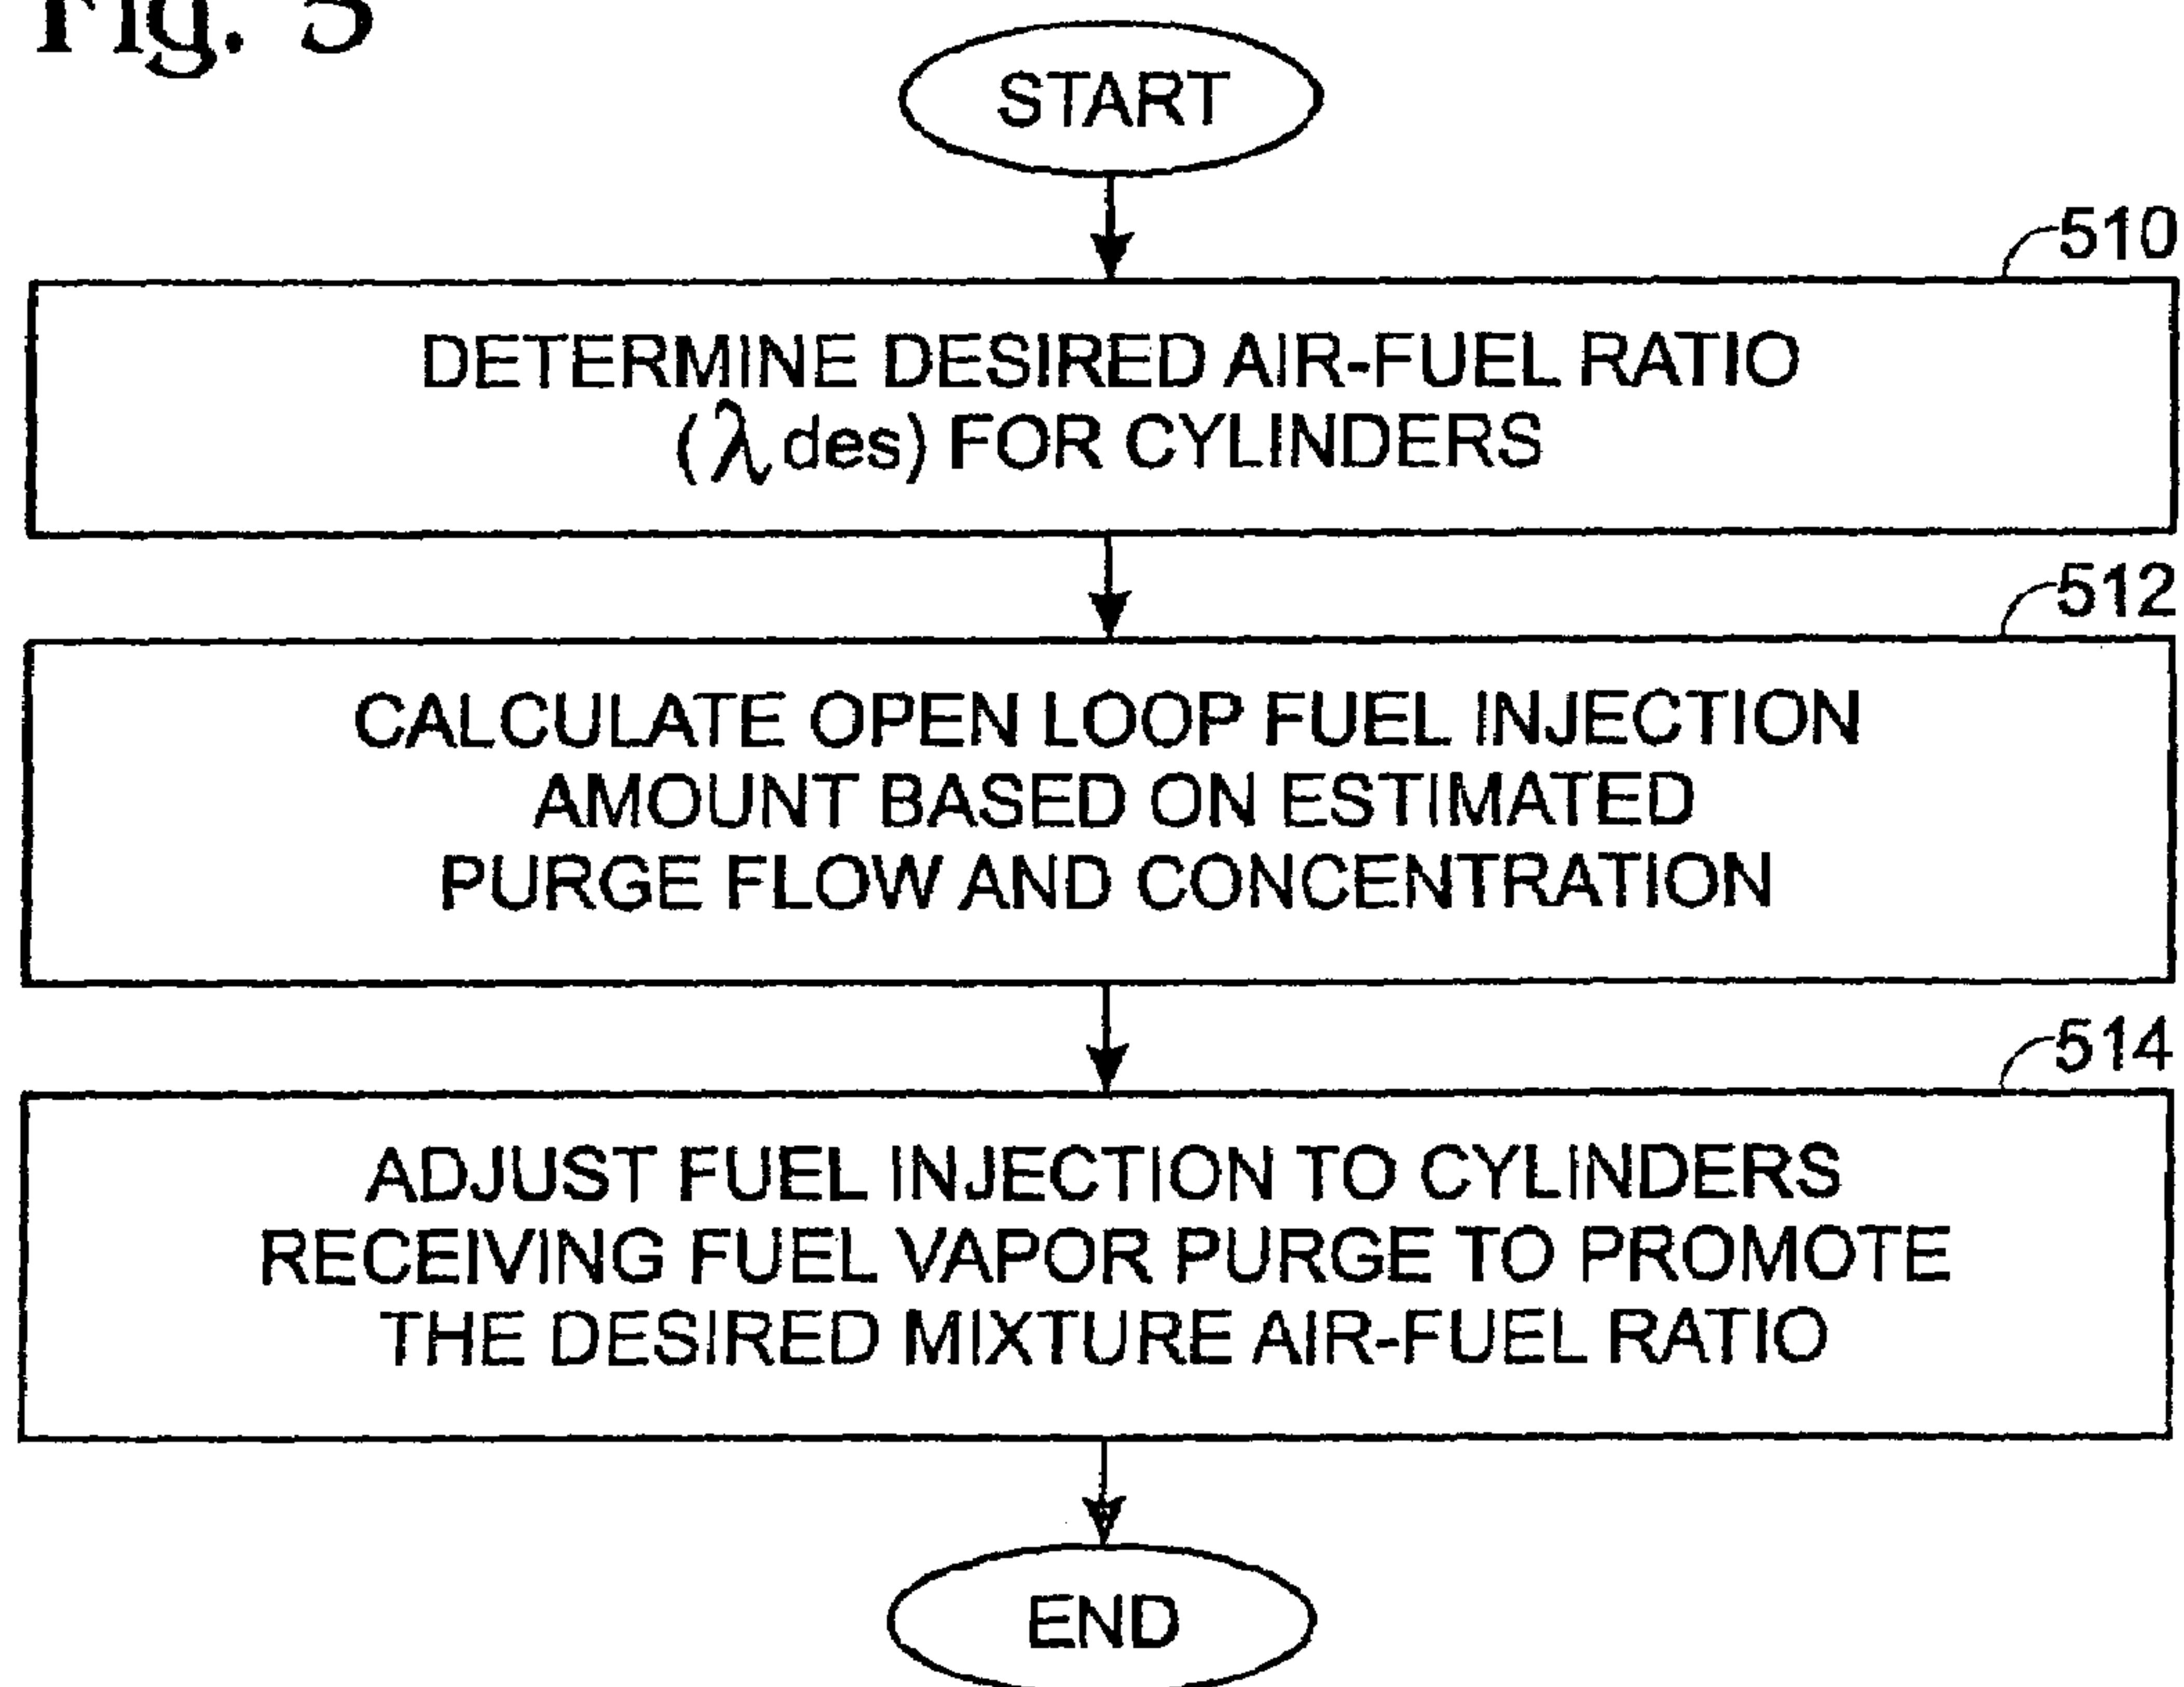 Fig. 5
START
510
DETERMINE DESIRED AIR-FUEL RATIO
(λ des) FOR CYLINDERS
512
CALCULATE OPEN LOOP FUEL INJECTION
AMOUNT BASED ON ESTIMATED
PURGE FLOW AND CONCENTRATION
514
ADJUST FUEL INJECTION TO CYLINDERS
RECEIVING FUEL VAPOR PURGE TO PROMOTE
THE DESIRED MIXTURE AIR-FUEL RATIO
END